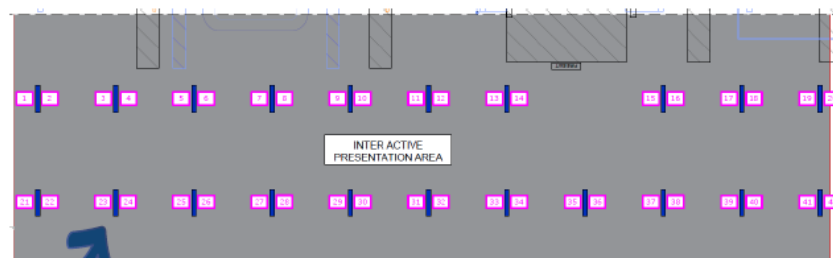 1 2 3 4 5 6 7 8 9 10 11 12 13 14 15 16 17 18 19
INTER ACTIVE
PRESENTATION AREA
21 22 23 24 25 26 27 28 29 30 31 32 33 34 35 36 37 38 39 40 41